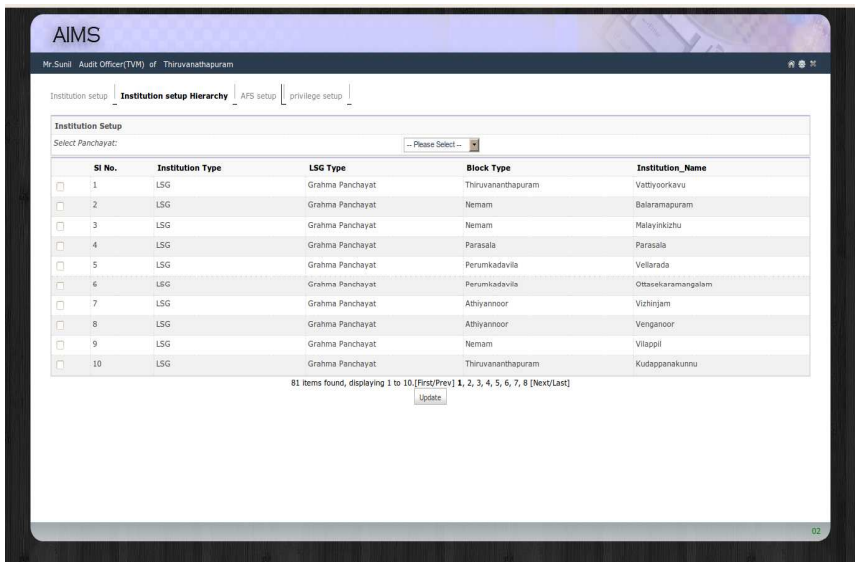 AIMS
Mr.Sunil Audit Officer(TVM) of Thiruvanathapuram
Institution setup Institution setup Hierarchy AFS setup privilege setup
Institution Setup
Select Panchayat: -- Please Select --
Sl No. Institution Type LSG Type Block Type Institution_Name
1 LSG Grahma Panchayat Thiruvananthapuram Vattiyoorkavu
2 LSG Grahma Panchayat Nemam Balaramapuram
3 LSG Grahma Panchayat Nemam Malayinkizhu
4 LSG Grahma Panchayat Parasala Parasala
5 LSG Grahma Panchayat Perumkadavila Vellarada
6 LSG Grahma Panchayat Perumkadavila Ottasekaramangalam
7 LSG Grahma Panchayat Athiyannoor Vizhinjam
8 LSG Grahma Panchayat Athiyannoor Venganoor
9 LSG Grahma Panchayat Nemam Vilappil
10 LSG Grahma Panchayat Thiruvananthapuram Kudappanakunnu
81 items found, displaying 1 to 10.[First/Prev] 1, 2, 3, 4, 5, 6, 7, 8 [Next/Last]
Update
02